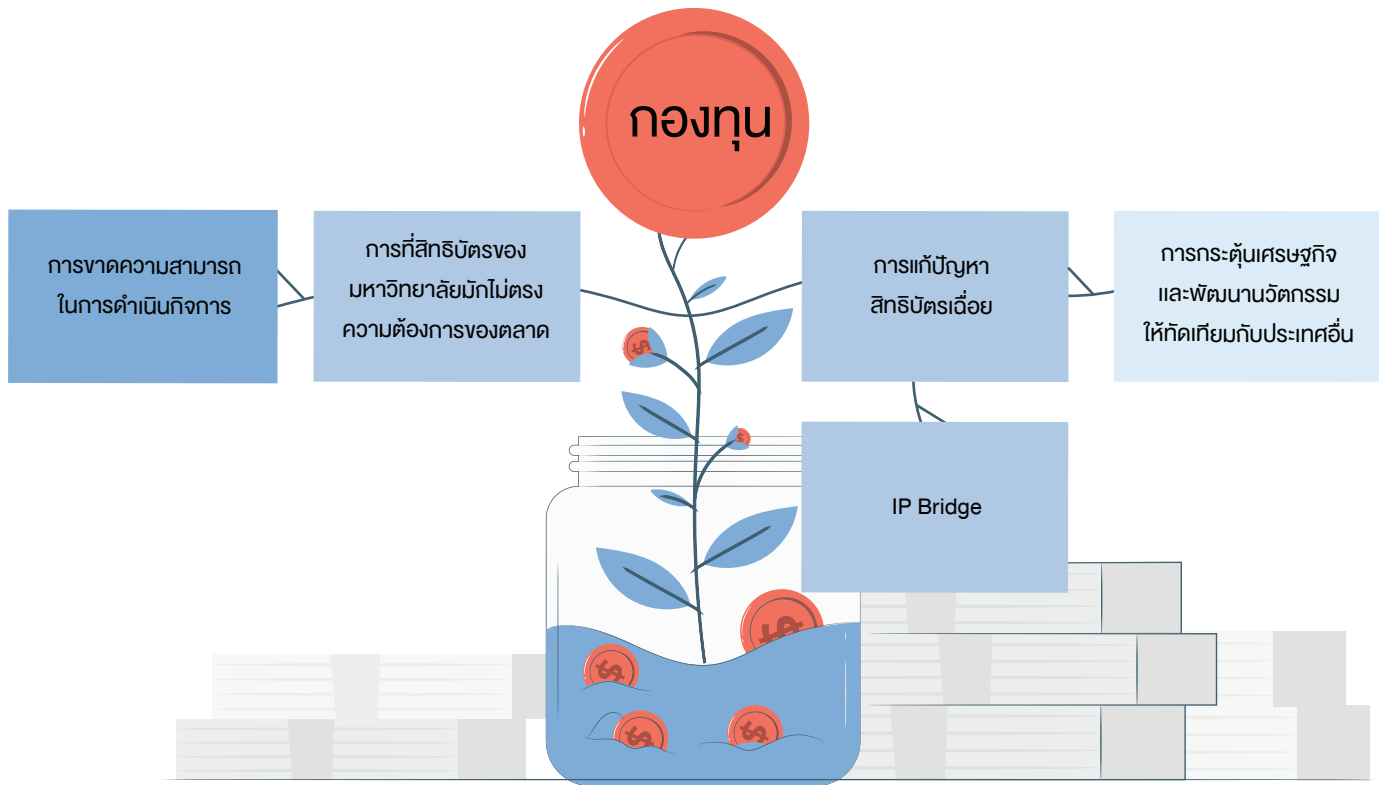 กองทุน
การขาดความสามารถ
ในการดำเนินกิจการ
การที่สิทธิบัตรของ
มหาวิทยาลัยมักไม่ตรง
ความต้องการของตลาด
การแก้ปัญหา
สิทธิบัตรเฉื่อย
การกระตุ้นเศรษฐกิจ
และพัฒนานวัตกรรม
ให้ทัดเทียมกับประเทศอื่น
IP Bridge
$
$
$
$
$
$